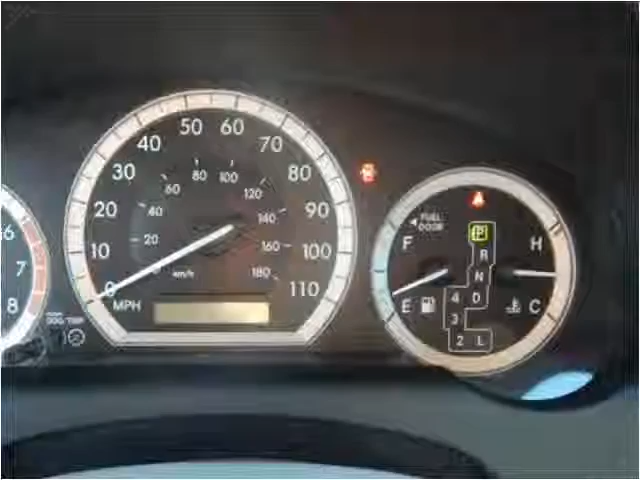 50 60
40 70
30 80
80 100
60 120
20 90
40 140
6
FUEL
DOOR
P
F
H
R
10 100
20 160
7
N
km/h 180
0 110
4 D
8
MPH
E
C
3
ODO TRIP
2 L